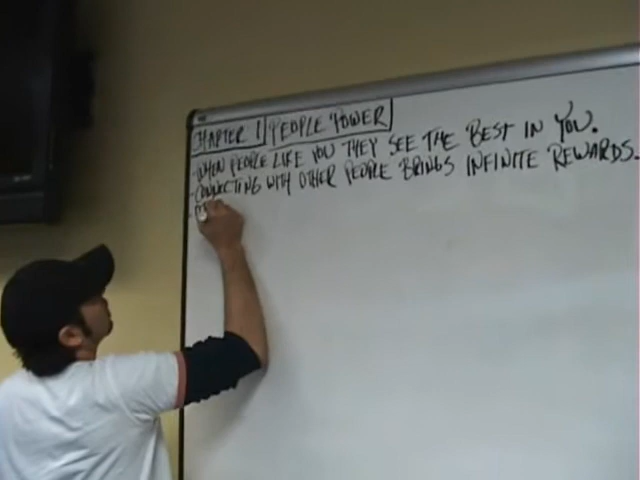 CHAPTER 1 PEOPLE POWER
- WHEN PEOPLE LIKE YOU THEY SEE THE BEST IN YOU.
- CONNECTING WITH OTHER PEOPLE BRINGS INFINITE REWARDS.